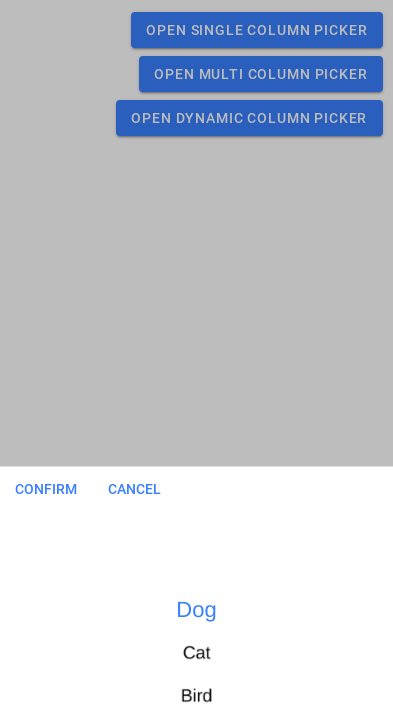 OPEN SINGLE COLUMN PICKER
OPEN MULTI COLUMN PICKER
OPEN DYNAMIC COLUMN PICKER
CONFIRM CANCEL
Dog
Cat
Bird